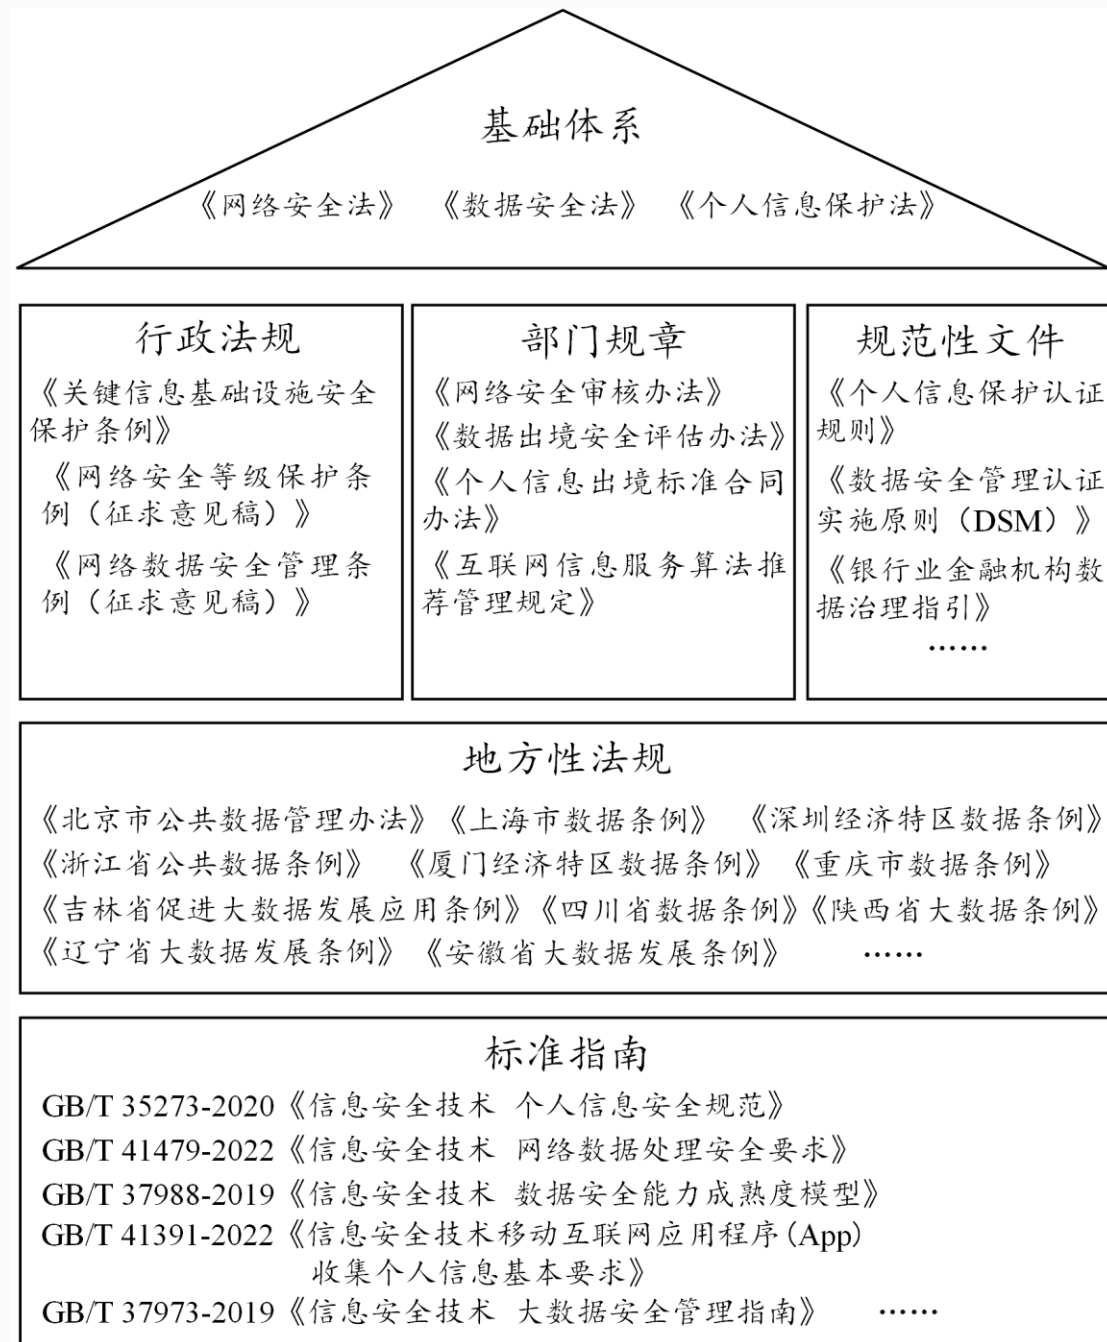 基础体系
《网络安全法》 《数据安全法》 《个人信息保护法》
行政法规
《关键信息基础设施安全
保护条例》
《网络安全等级保护条
例（征求意见稿）》
《网络数据安全管理条
例（征求意见稿）》
部门规章
《网络安全审核办法》
《数据出境安全评估办法》
《个人信息出境标准合同
办法》
《互联网信息服务算法推
荐管理规定》
规范性文件
《个人信息保护认证
规则》
《数据安全管理认证
实施原则（DSM）》
《银行业金融机构数
据治理指引》
……
地方性法规
《北京市公共数据管理办法》《上海市数据条例》 《深圳经济特区数据条例》
《浙江省公共数据条例》 《厦门经济特区数据条例》 《重庆市数据条例》
《吉林省促进大数据发展应用条例》《四川省数据条例》《陕西省大数据条例》
《辽宁省大数据发展条例》 《安徽省大数据发展条例》 ……
标准指南
GB/T 35273-2020《信息安全技术 个人信息安全规范》
GB/T 41479-2022《信息安全技术 网络数据处理安全要求》
GB/T 37988-2019《信息安全技术 数据安全能力成熟度模型》
GB/T 41391-2022《信息安全技术移动互联网应用程序(App)
收集个人信息基本要求》
GB/T 37973-2019《信息安全技术 大数据安全管理指南》 ……